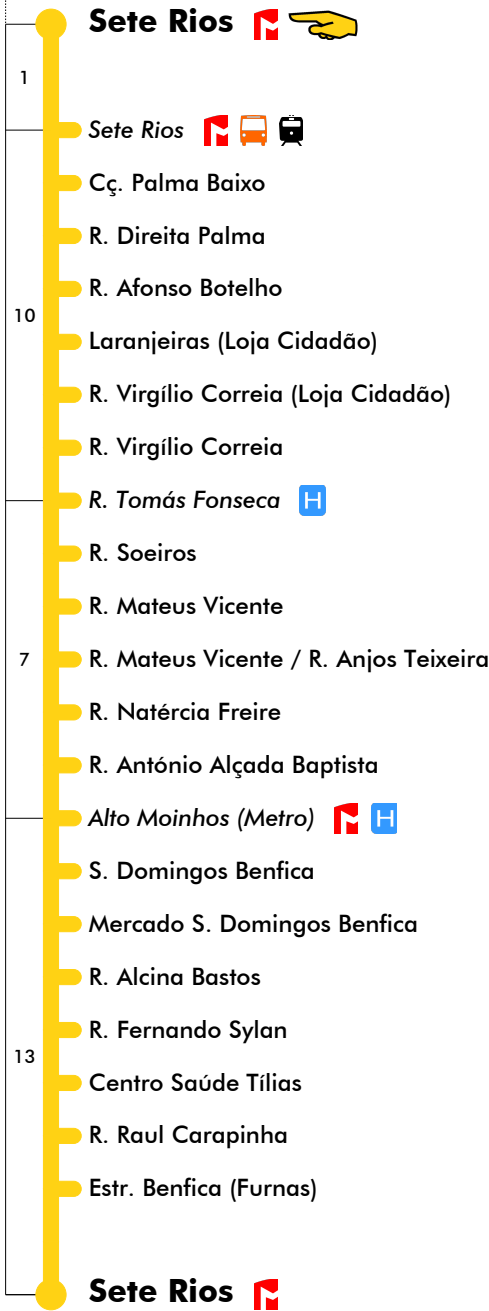 Sete Rios
1
Sete Rios
Cç. Palma Baixo
R. Direita Palma
R. Afonso Botelho
10
Laranjeiras (Loja Cidadão)
R. Virgílio Correia (Loja Cidadão)
R. Virgílio Correia
R. Tomás Fonseca H
R. Soeiros
R. Mateus Vicente
7
R. Mateus Vicente / R. Anjos Teixeira
R. Natércia Freire
R. António Alçada Baptista
Alto Moinhos (Metro) H
S. Domingos Benfica
Mercado S. Domingos Benfica
R. Alcina Bastos
R. Fernando Sylan
13
Centro Saúde Tílias
R. Raul Carapinha
Estr. Benfica (Furnas)
Sete Rios